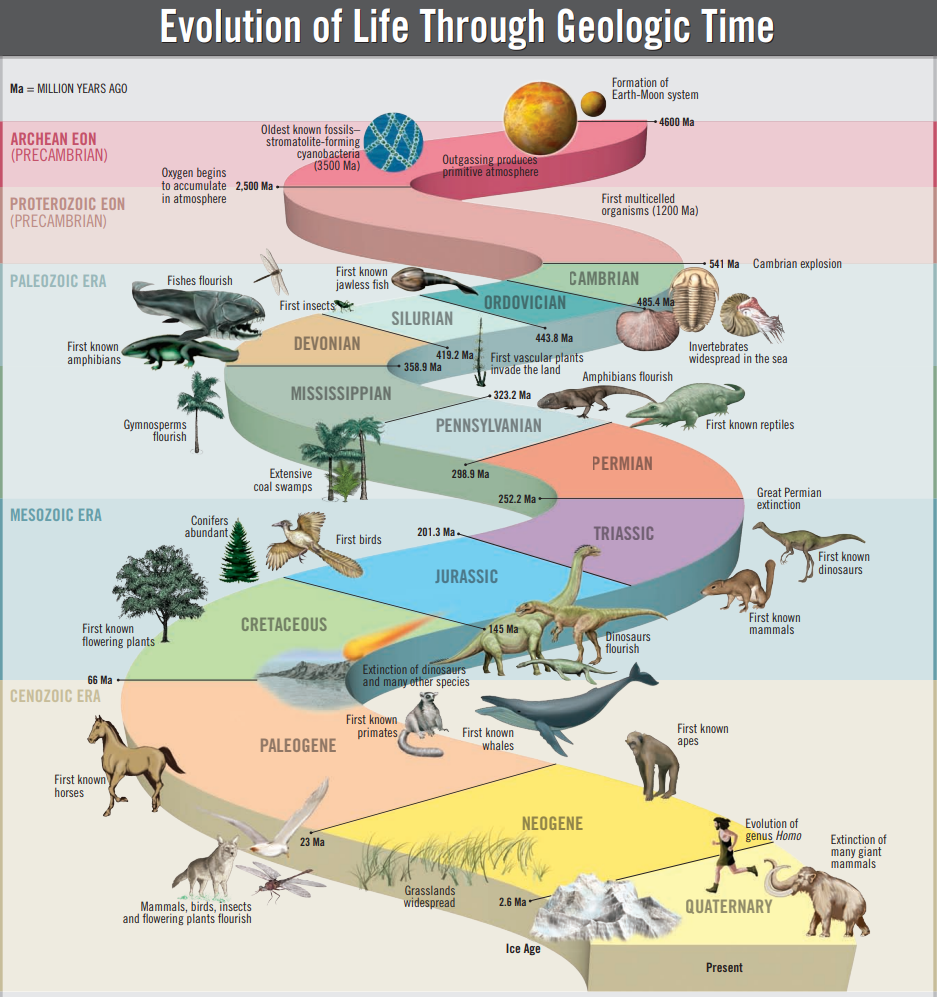 Evolution of Life Through Geologic Time
Ma = MILLION YEARS AGO
Formation of
Earth-Moon system
4600 Ma
ARCHEAN EON
(PRECAMBRIAN)
Oldest known fossils–
stromatolite-forming
cyanobacteria
(3500 Ma)
Outgassing produces
primitive atmosphere
Oxygen begins
to accumulate
in atmosphere
2,500 Ma
PROTEROZOIC EON
(PRECAMBRIAN)
First multicelled
organisms (1200 Ma)
541 Ma
Cambrian explosion
PALEOZOIC ERA
CAMBRIAN
Fishes flourish
First known
jawless fish
First insects
ORDOVICIAN
485.4 Ma
SILURIAN
443.8 Ma
Invertebrates
widespread in the sea
DEVONIAN
First known
amphibians
419.2 Ma
358.9 Ma
First vascular plants
invade the land
MISSISSIPPIAN
323.2 Ma
Amphibians flourish
First known reptiles
Gymnosperms
flourish
PENNSYLVANIAN
PERMIAN
298.9 Ma
Extensive
coal swamps
252.2 Ma
Great Permian
extinction
MESOZOIC ERA
Conifers
abundant
First birds
201.3 Ma
TRIASSIC
First known
dinosaurs
JURASSIC
First known
mammals
First known
flowering plants
CRETACEOUS
145 Ma
Dinosaurs
flourish
Extinction of dinosaurs
and many other species
66 Ma
CENOZOIC ERA
First known
primates
First known
whales
First known
apes
PALEOGENE
First known
horses
23 Ma
NEOGENE
Evolution of
genus Homo
Extinction of
many giant
mammals
Mammals, birds, insects
and flowering plants flourish
Grasslands
widespread
2.6 Ma
QUATERNARY
Ice Age
Present